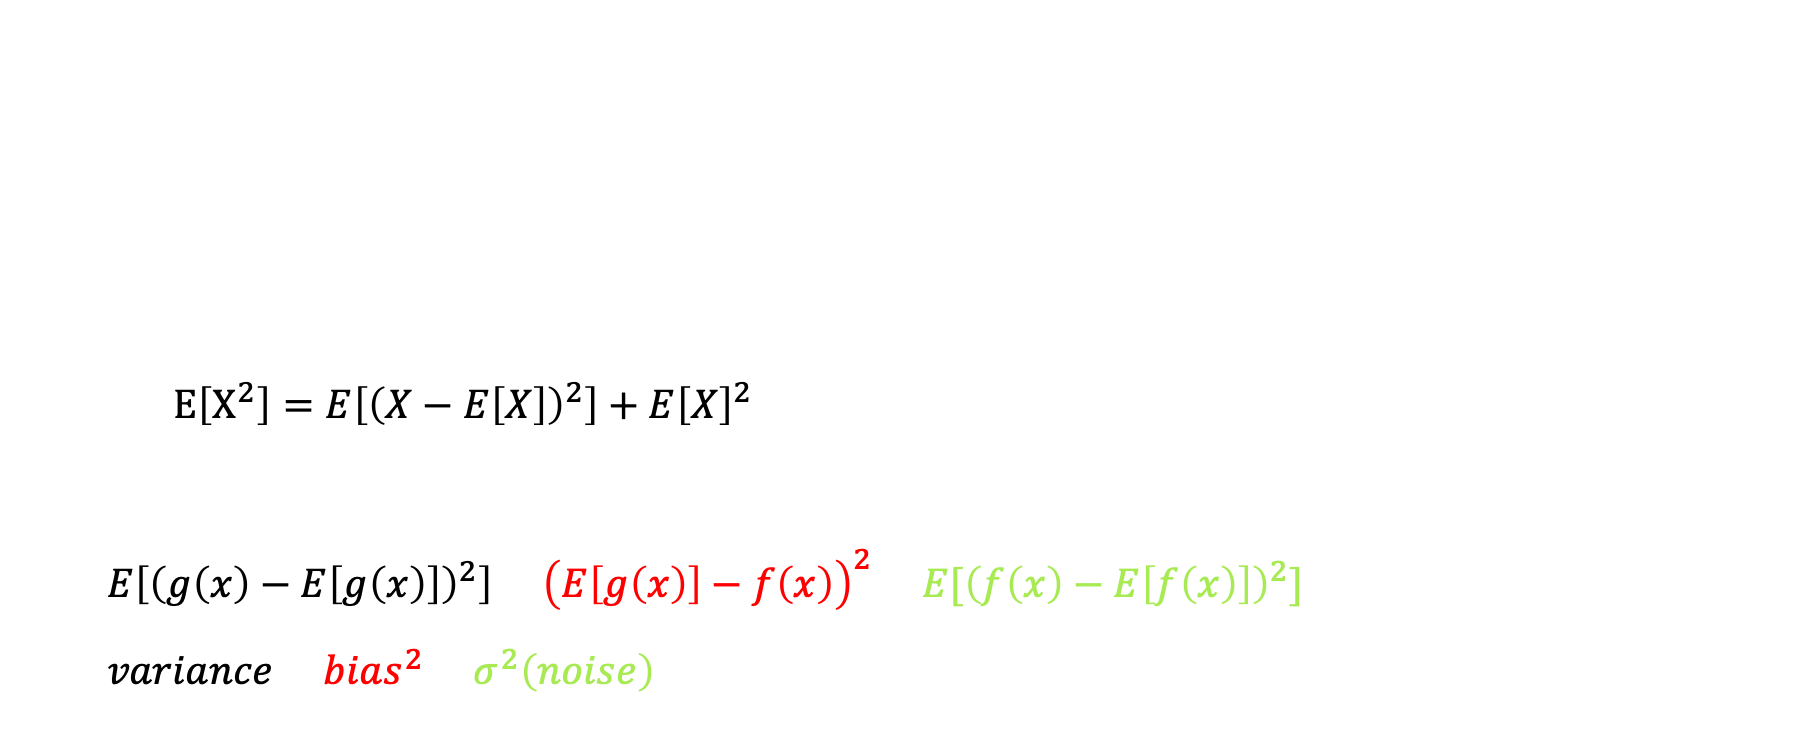 E[X²] = E[(X − E[X])²] + E[X]²
E[(g(x) − E[g(x)])²] (E[g(x)] − f(x))² E[(f(x) − E[f(x)])²]
variance bias² σ²(noise)